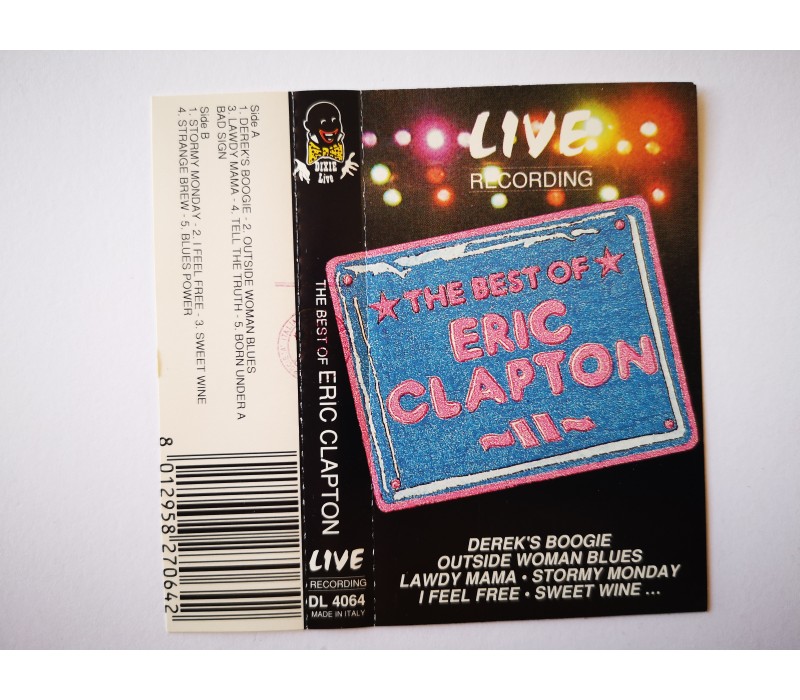 Side A
1. DEREK'S BOOGIE - 2. OUTSIDE WOMAN BLUES
3. LAWDY MAMA - 4. TELL THE TRUTH - 5. BORN UNDER A
BAD SIGN
Side B
1. STORMY MONDAY - 2. I FEEL FREE - 3. SWEET WINE
4. STRANGE BREW - 5. BLUES POWER
8 012958 270642
DIXIE
Live
THE BEST OF ERIC CLAPTON
LIVE
RECORDING
DL 4064
MADE IN ITALY
LIVE
RECORDING
★ THE BEST OF ★
ERIC
CLAPTON
~II~
DEREK'S BOOGIE
OUTSIDE WOMAN BLUES
LAWDY MAMA • STORMY MONDAY
I FEEL FREE • SWEET WINE ...